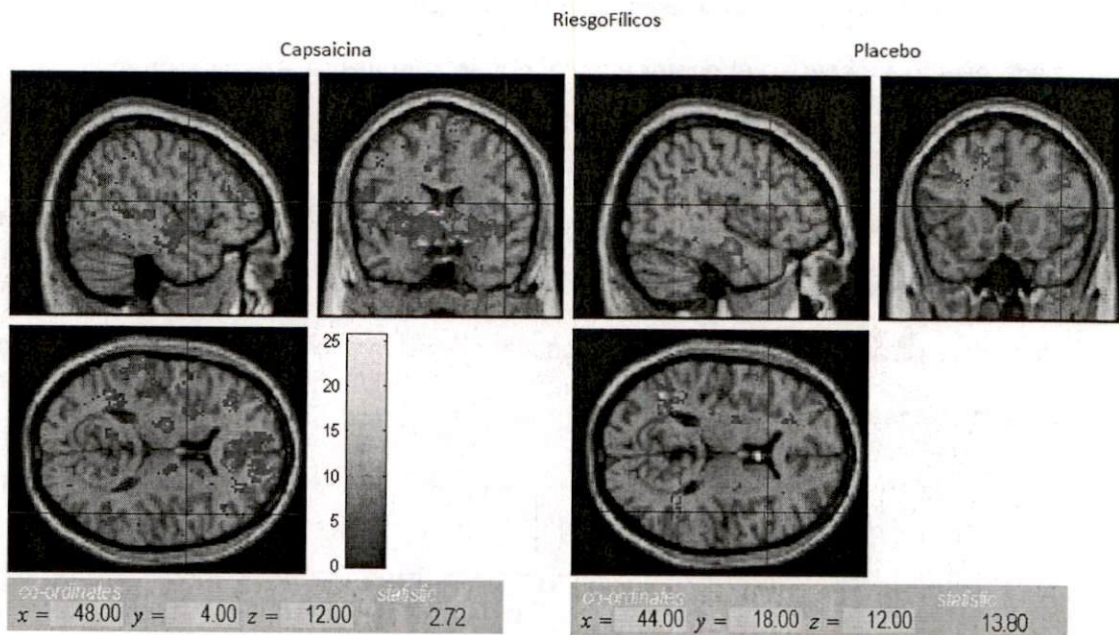 RiesgoFílicos
Capsaicina
Placebo
25
20
15
10
5
0
co-ordinates statistic
x = 48.00 y = 4.00 z = 12.00 2.72
co-ordinates statistic
x = 44.00 y = 18.00 z = 12.00 13.80